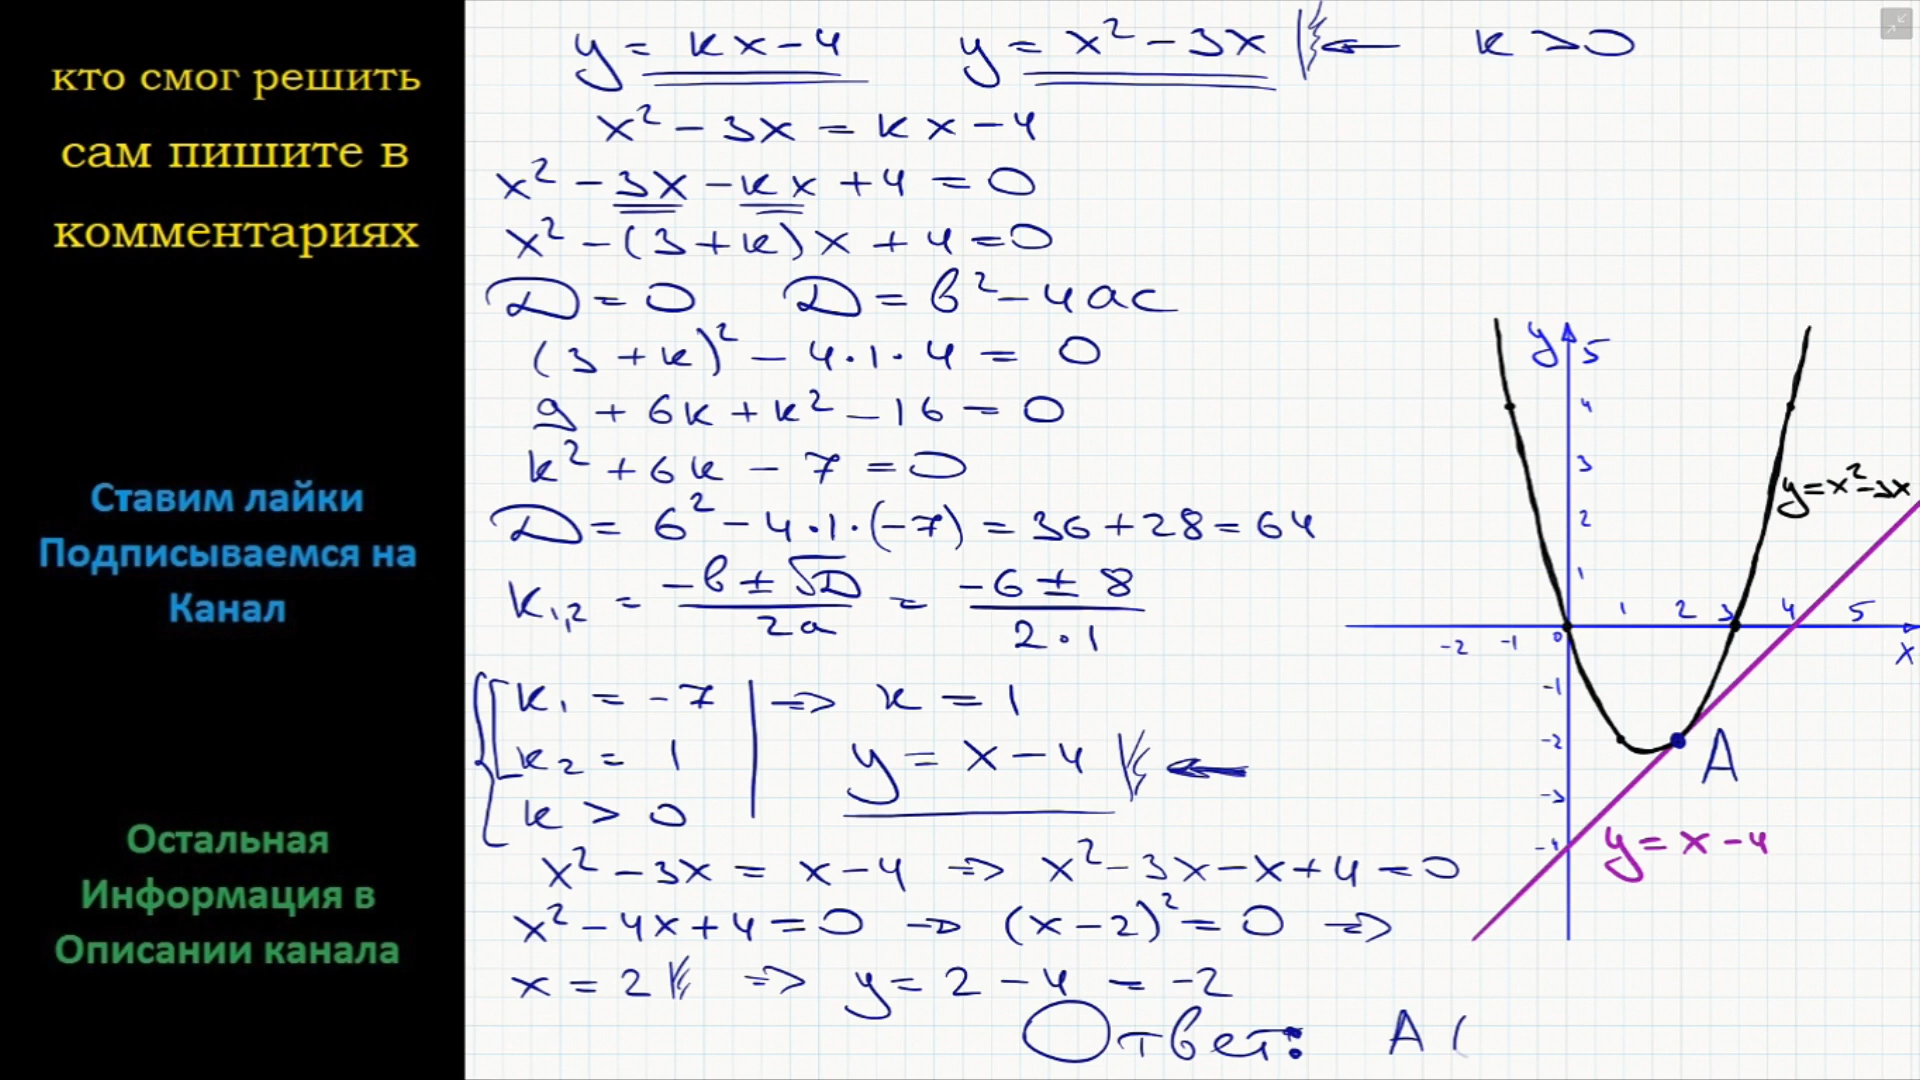 кто смог решить
сам пишите в
комментариях
Ставим лайки
Подписываемся на
Канал
Остальная
Информация в
Описании канала
y = kx - 4 y = x² - 3x ← k > 0
x² - 3x = kx - 4
x² - 3x - kx + 4 = 0
x² - (3 + k)x + 4 = 0
D = 0 D = b² - 4ac
(3 + k)² - 4·1·4 = 0
9 + 6k + k² - 16 = 0
k² + 6k - 7 = 0
D = 6² - 4·1·(-7) = 36 + 28 = 64
k₁,₂ = (-b ± √D)/(2a) = (-6 ± 8)/(2·1)
k₁ = -7 ⇒ k = 1
k₂ = 1 y = x - 4 ←
k > 0
x² - 3x = x - 4 ⇒ x² - 3x - x + 4 = 0
x² - 4x + 4 = 0 ⇒ (x - 2)² = 0 ⇒
x = 2 ⇒ y = 2 - 4 = -2
Ответ: A (
y 5
4
3
2
1
y = x² - 3x
1 2 3 4 5
-2 -1 0 x
-1
-2 A
-3
-4 y = x - 4